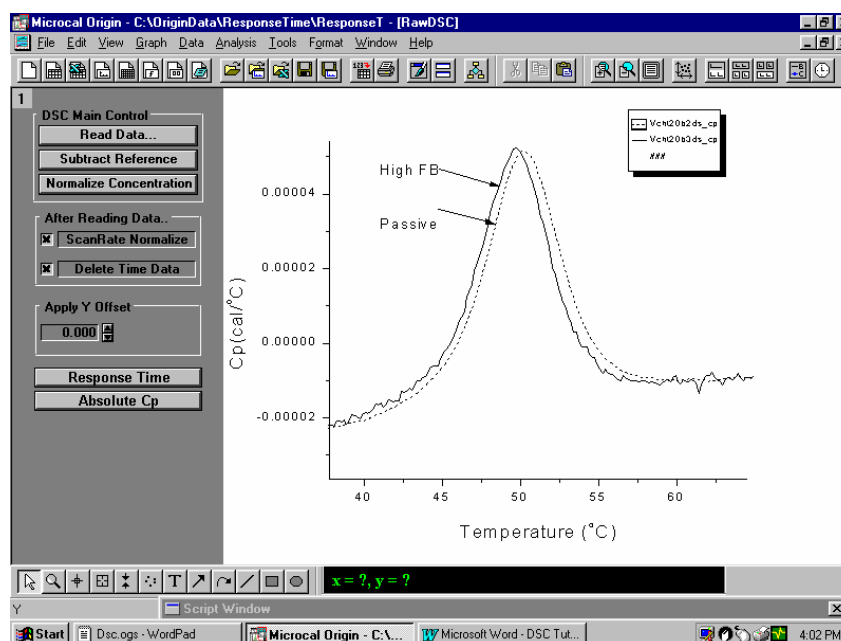 Microcal Origin - C:\OriginData\ResponseTime\ResponseT - [RawDSC]
File Edit View Graph Data Analysis Tools Format Window Help
1
DSC Main Control
Read Data...
Subtract Reference
Normalize Concentration
After Reading Data..
ScanRate Normalize
Delete Time Data
Apply Y Offset
0.000
Response Time
Absolute Cp
Vcht20b2ds_cp
Vcht20b3ds_cp
###
High FB
Passive
0.00004
0.00002
0.00000
-0.00002
Cp(cal/°C)
40 45 50 55 60
Temperature (°C)
T
x = ?, y = ?
Y
Script Window
Start
Dsc.ogs - WordPad
Microcal Origin - C:\...
Microsoft Word - DSC Tut...
4:02 PM